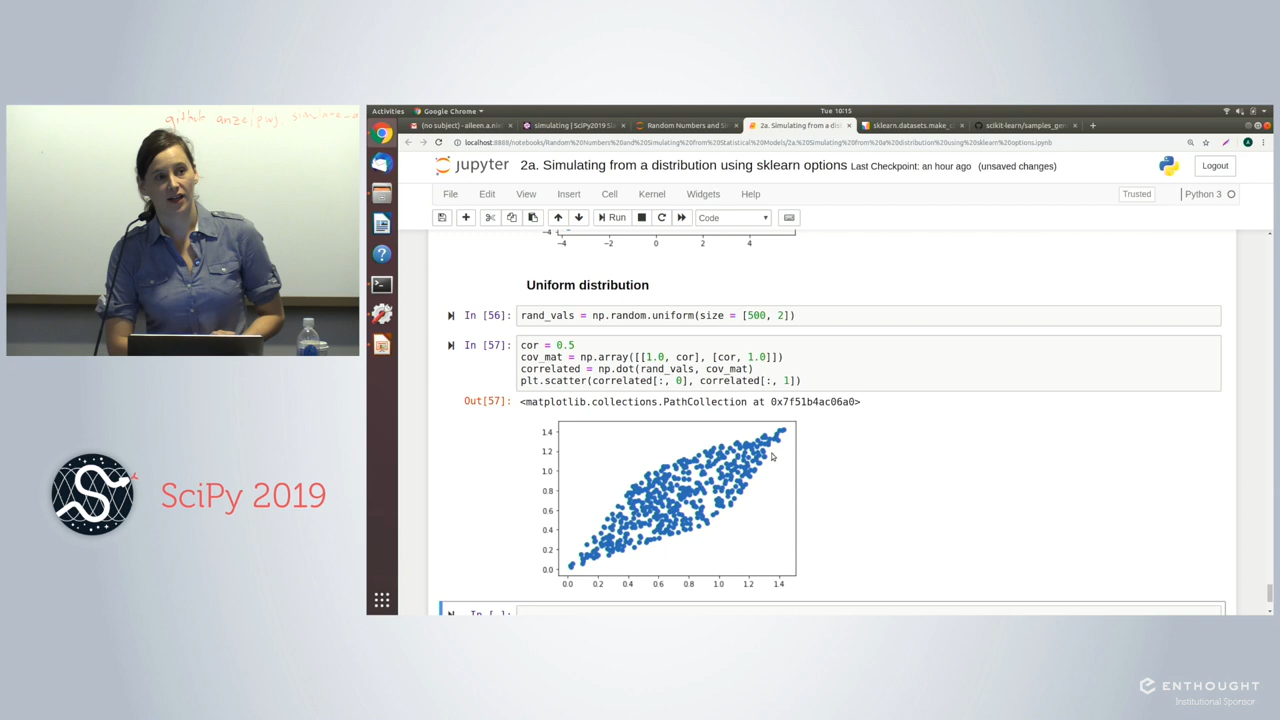 github
Activities
Google Chrome
Tue 10:15
(no subject) - aileen.a.nie
simulating | SciPy2019 S
Random Numbers and Sim
2a. Simulating from a dis
sklearn.datasets.make_c
scikit-learn/samples_gen
localhost:8888/notebooks/Random%20Numbers%20and%20Simulating%20from%20Statistical%20Models/2a.%20Simulating%20from%20a%20distribution%20using%20sklearn%20options.ipynb
jupyter 2a. Simulating from a distribution using sklearn options Last Checkpoint: an hour ago (unsaved changes)
Logout
File Edit View Insert Cell Kernel Widgets Help
Trusted
Python 3
Run
Code
−4
−4 −2 0 2 4
Uniform distribution
In [56]: rand_vals = np.random.uniform(size = [500, 2])
In [57]: cor = 0.5
cov_mat = np.array([[1.0, cor], [cor, 1.0]])
correlated = np.dot(rand_vals, cov_mat)
plt.scatter(correlated[:, 0], correlated[:, 1])
Out[57]: <matplotlib.collections.PathCollection at 0x7f51b4ac06a0>
1.4
1.2
1.0
0.8
0.6
0.4
0.2
0.0
0.0 0.2 0.4 0.6 0.8 1.0 1.2 1.4
In [ ]:
SciPy 2019
ENTHOUGHT
Institutional Sponsor